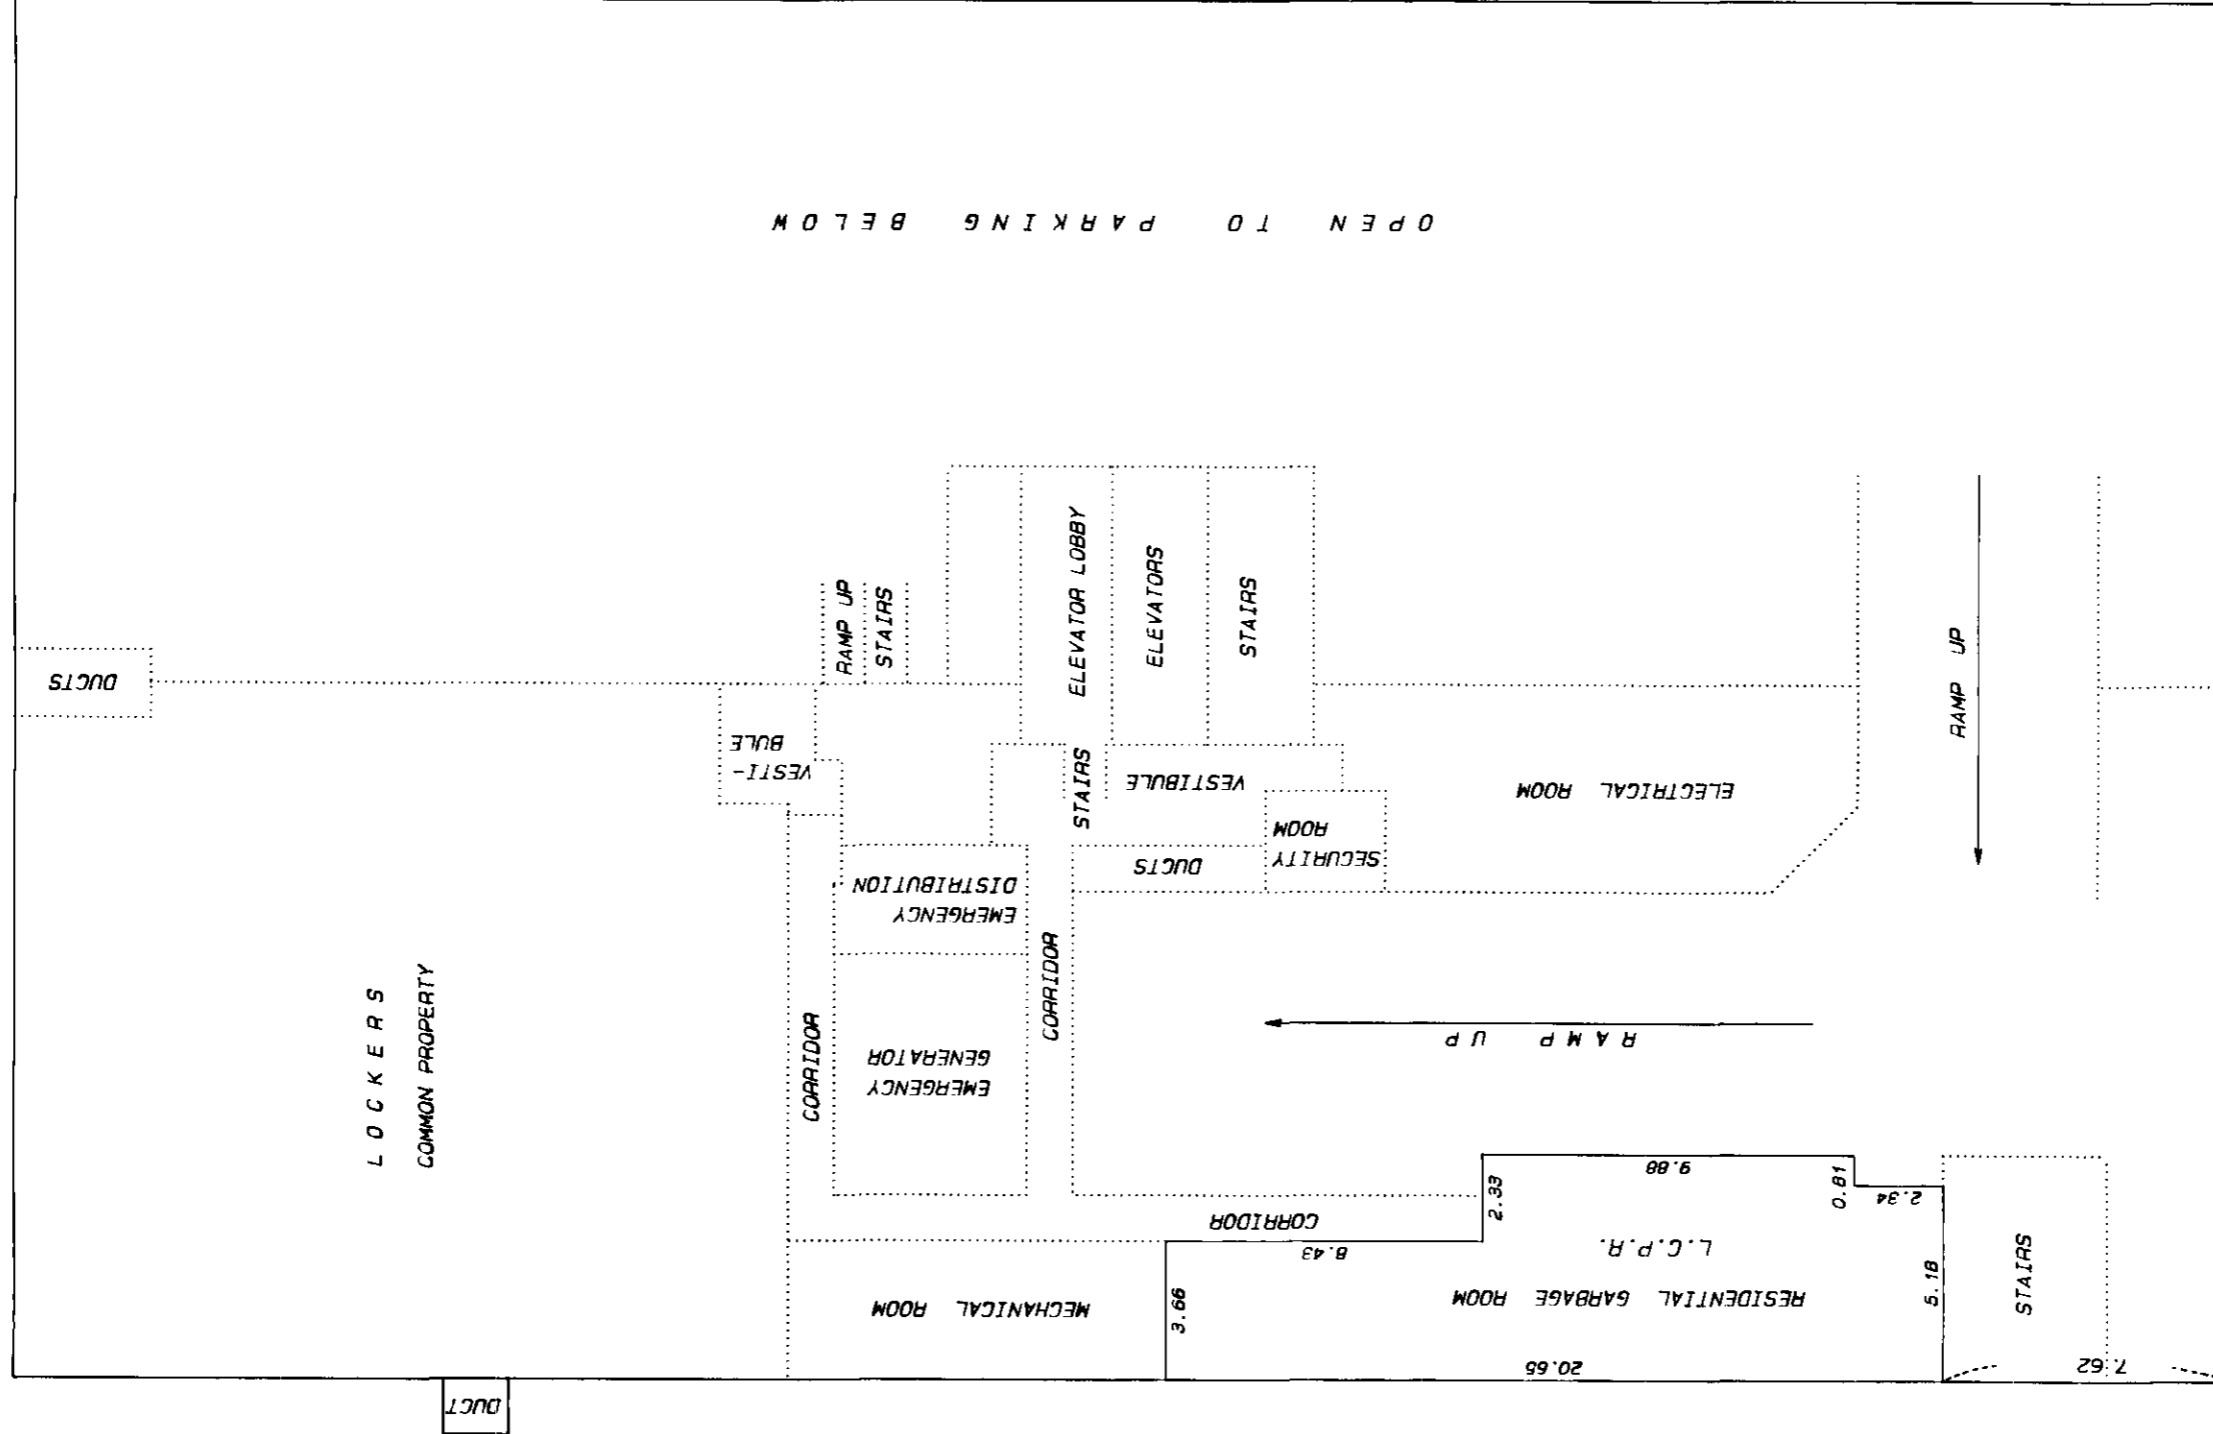 OPEN TO PARKING BELOW
RAMP UP
STAIRS
ELEVATOR LOBBY
ELEVATORS
STAIRS
RAMP UP
DUCTS
VESTI-
BULE
STAIRS
VESTIBULE
ELECTRICAL ROOM
SECURITY
ROOM
DUCTS
EMERGENCY
DISTRIBUTION
LOCKERS
COMMON PROPERTY
CORRIDOR
CORRIDOR
EMERGENCY
GENERATOR
RAMP UP
9.88
2.33
0.81
2.34
CORRIDOR
8.43
RESIDENTIAL GARBAGE ROOM
L.C.P.R.
MECHANICAL ROOM
3.66
5.18
STAIRS
20.65
7.62
DUCT